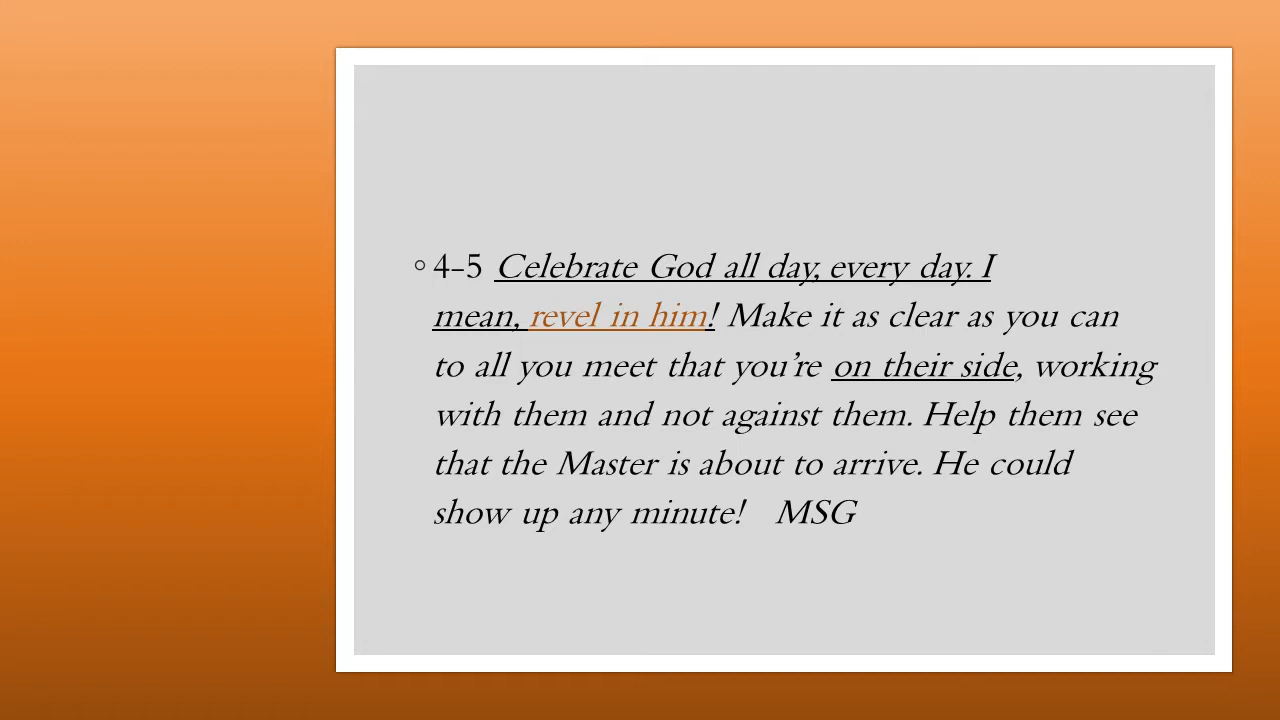 ◦ 4-5 Celebrate God all day, every day. I
mean, revel in him! Make it as clear as you can
to all you meet that you’re on their side, working
with them and not against them. Help them see
that the Master is about to arrive. He could
show up any minute!   MSG